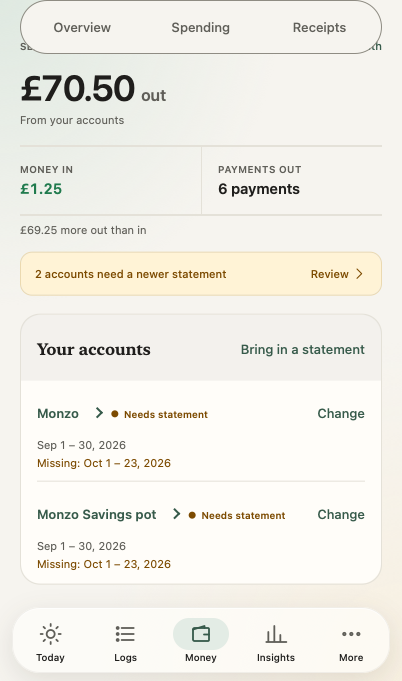 Overview
Spending
Receipts
£70.50 out
From your accounts
MONEY IN
£1.25
PAYMENTS OUT
6 payments
£69.25 more out than in
2 accounts need a newer statement
Review
Your accounts
Bring in a statement
Monzo
Needs statement
Change
Sep 1 – 30, 2026
Missing: Oct 1 – 23, 2026
Monzo Savings pot
Needs statement
Change
Sep 1 – 30, 2026
Missing: Oct 1 – 23, 2026
Today
Logs
Money
Insights
More